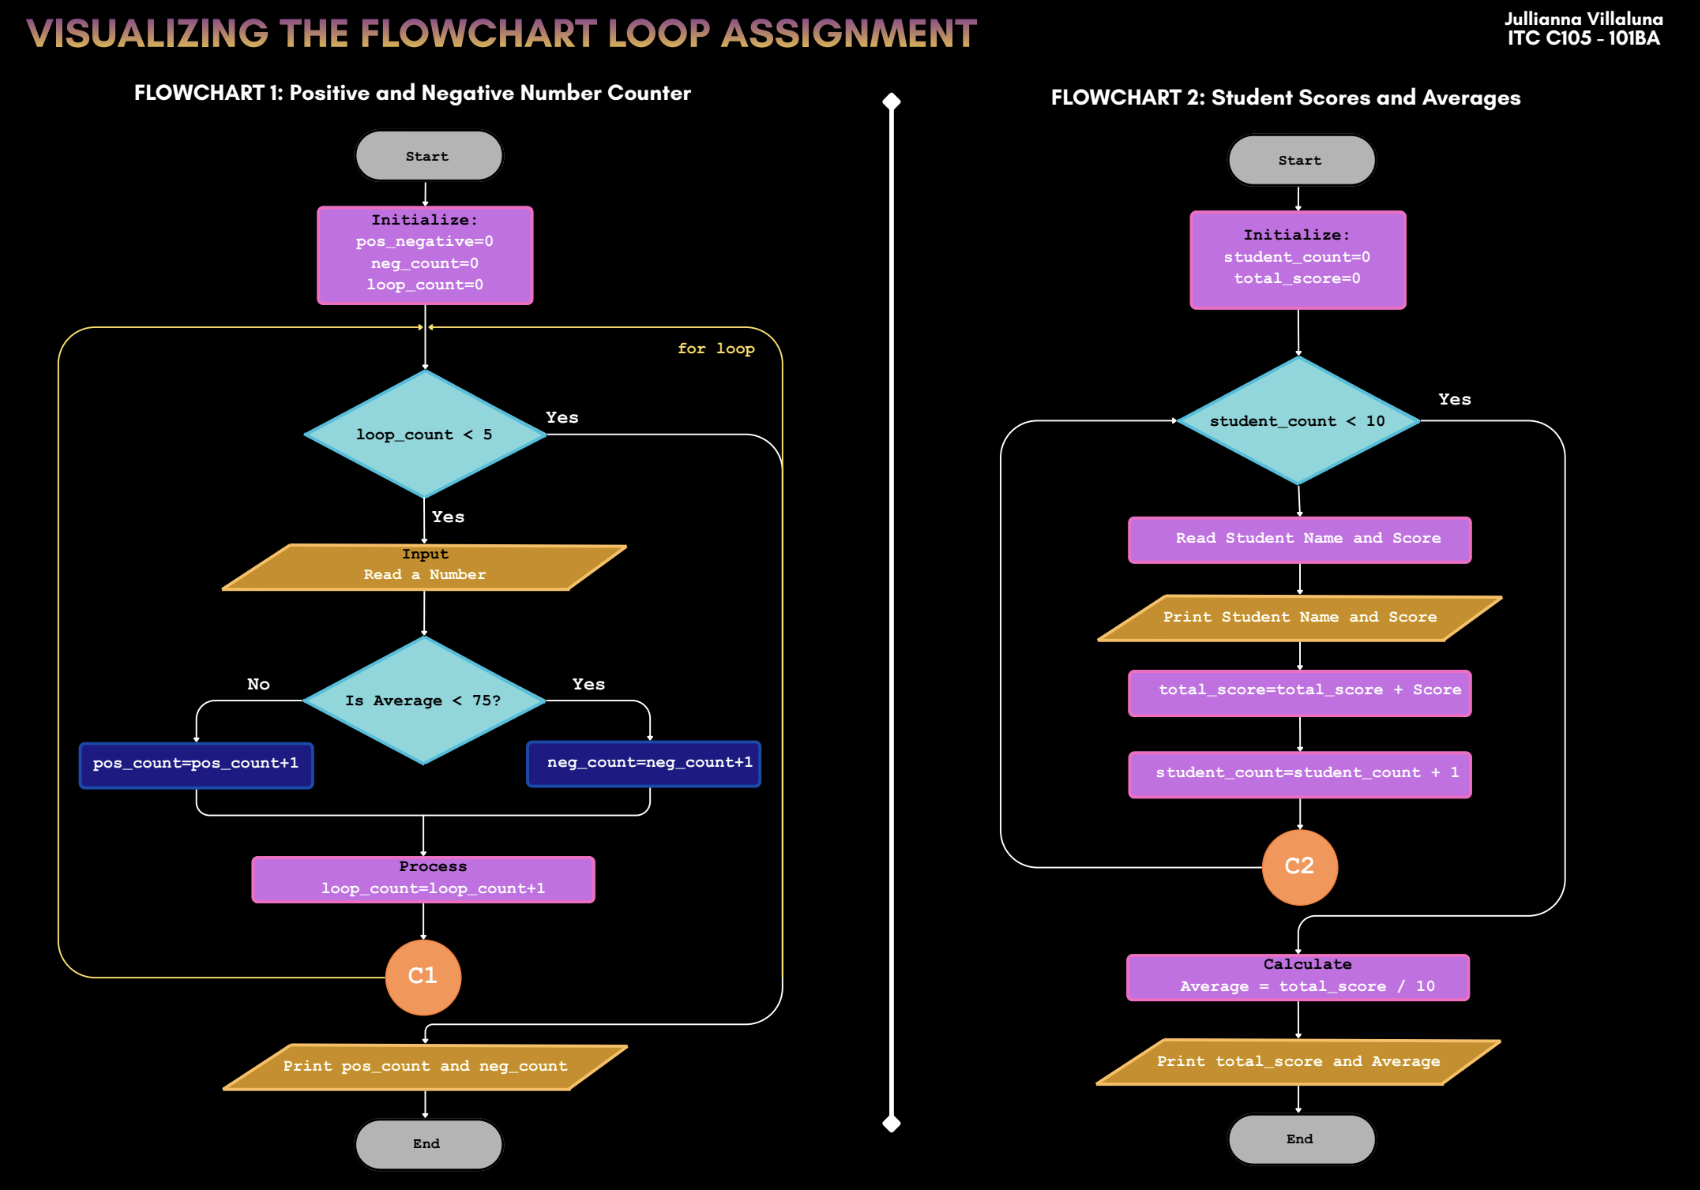 VISUALIZING THE FLOWCHART LOOP ASSIGNMENT
Jullianna Villaluna
ITC C105 - 101BA
FLOWCHART 1: Positive and Negative Number Counter
Start
Initialize:
pos_negative=0
neg_count=0
loop_count=0
for loop
loop_count < 5
Yes
Yes
Input
Read a Number
Is Average < 75?
No
Yes
pos_count=pos_count+1
neg_count=neg_count+1
Process
loop_count=loop_count+1
C1
Print pos_count and neg_count
End
FLOWCHART 2: Student Scores and Averages
Start
Initialize:
student_count=0
total_score=0
student_count < 10
Yes
Read Student Name and Score
Print Student Name and Score
total_score=total_score + Score
student_count=student_count + 1
C2
Calculate
Average = total_score / 10
Print total_score and Average
End